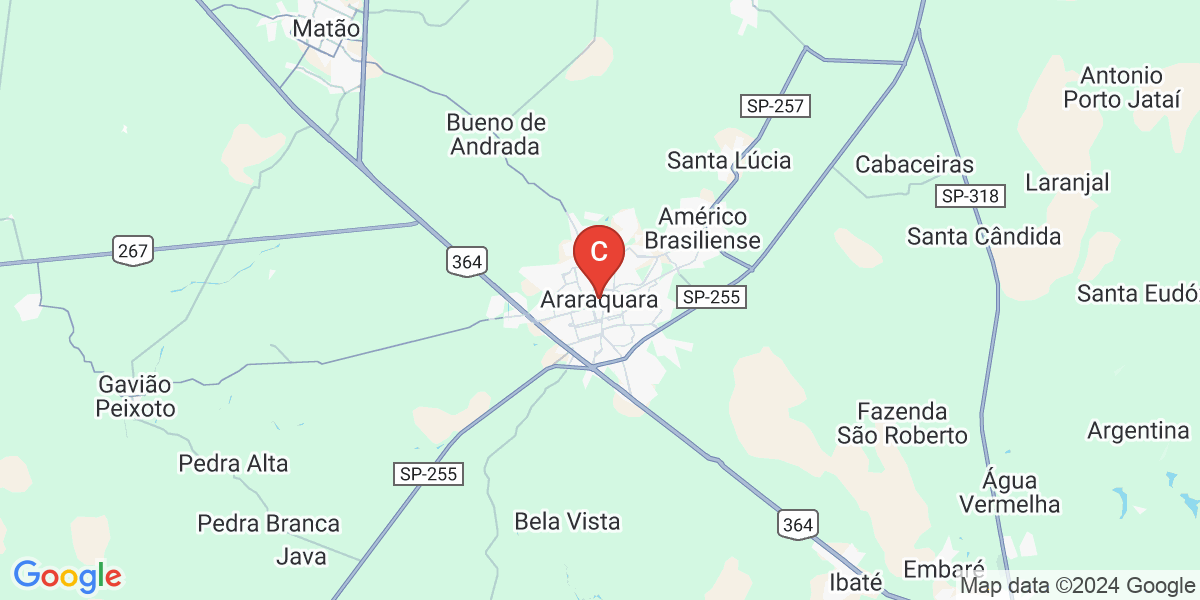 Matão
Antonio
Porto Jataí
SP-257
Bueno de
Andrada
Santa Lúcia
Cabaceiras
Laranjal
SP-318
Américo
Brasiliense
Santa Cândida
267
C
364
Araraquara
SP-255
Santa Eudó
Gavião
Peixoto
Fazenda
São Roberto
Argentina
Pedra Alta
SP-255
Água
Vermelha
Pedra Branca
Bela Vista
364
Java
Embaré
Ibaté
Google
Map data ©2024 Google